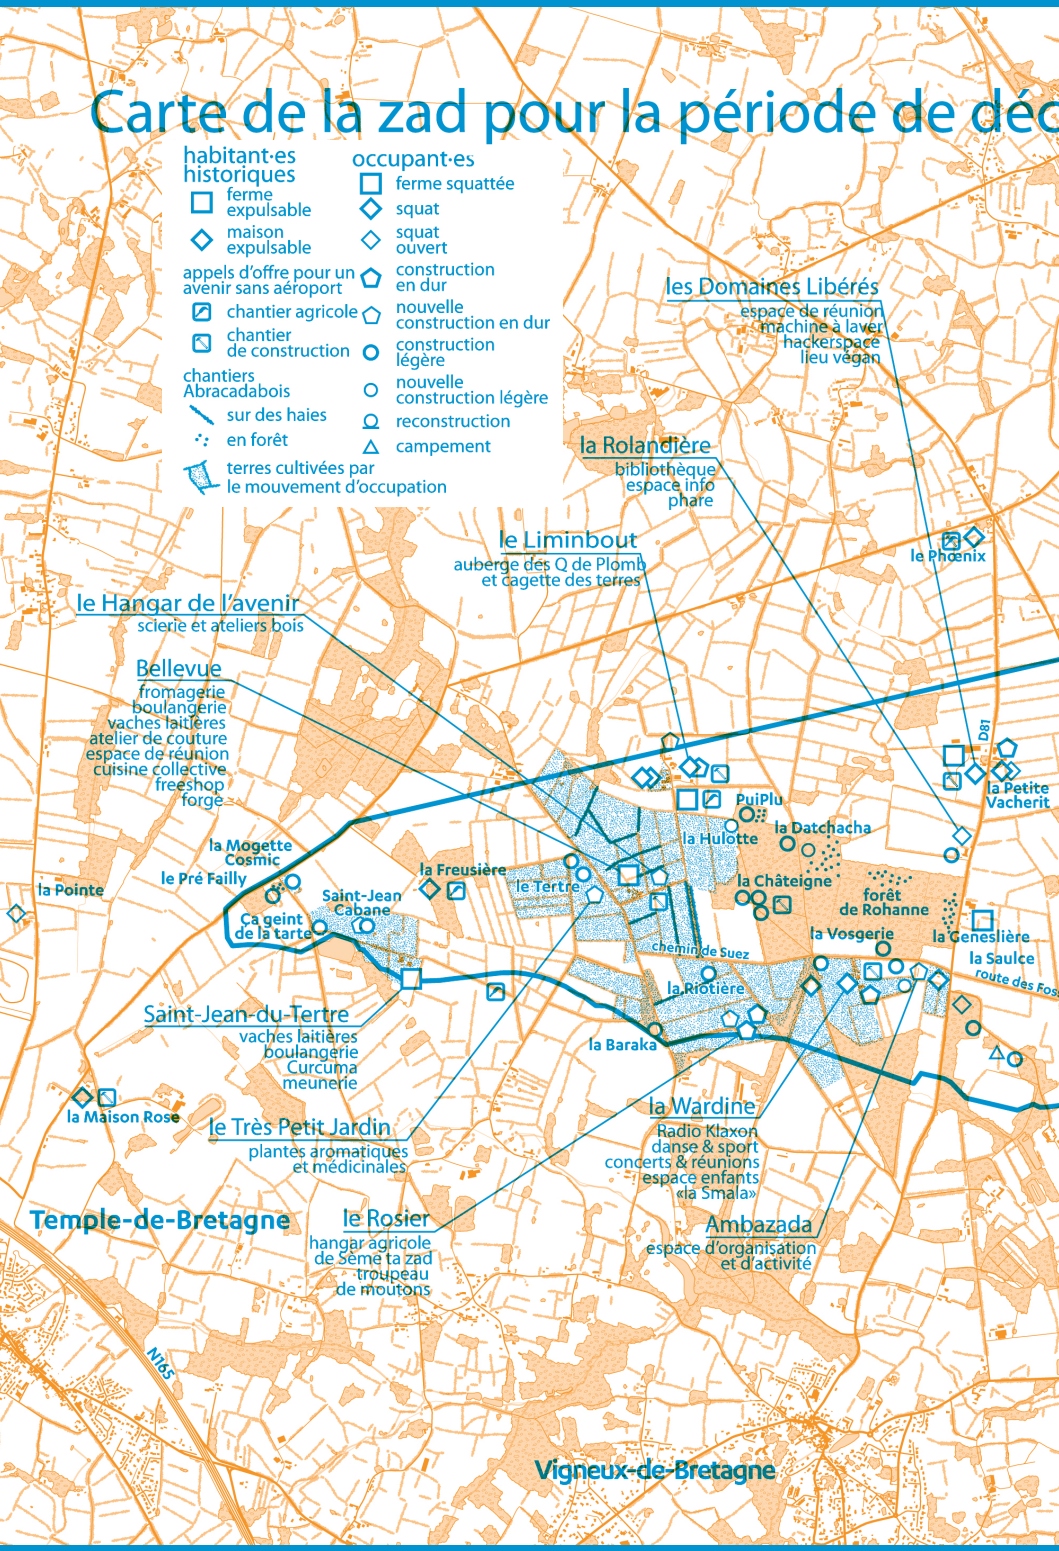 Carte de la zad pour la période de déc
habitant·es
historiques
ferme
expulsable
maison
expulsable
appels d'offre pour un
avenir sans aéroport
chantier agricole
chantier
de construction
chantiers
Abracadabois
sur des haies
en forêt
terres cultivées par
le mouvement d'occupation
occupant·es
ferme squattée
squat
squat
ouvert
construction
en dur
nouvelle
construction en dur
construction
légère
nouvelle
construction légère
reconstruction
campement
les Domaines Libérés
espace de réunion
machine à laver
hackerspace
lieu végan
la Rolandière
bibliothèque
espace info
phare
le Liminbout
auberge des Q de Plomb
et cagette des terres
le Phœnix
le Hangar de l'avenir
scierie et ateliers bois
Bellevue
fromagerie
boulangerie
vaches laitières
atelier de couture
espace de réunion
cuisine collective
freeshop
forge
D81
la Petite
Vacherit
PuiPlu
la Hulotte
la Datchacha
la Mogette
Cosmic
le Pré Failly
la Pointe
la Freusière
le Tertre
la Châteigne
Saint-Jean
Cabane
Ça geint
de la tarte
forêt
de Rohanne
la Vosgerie
la Geneslière
la Saulce
route des Foss
chemin de Suez
la Riotière
la Baraka
Saint-Jean-du-Tertre
vaches laitières
boulangerie
Curcuma
meunerie
la Maison Rose
le Très Petit Jardin
plantes aromatiques
et médicinales
la Wardine
Radio Klaxon
danse & sport
concerts & réunions
espace enfants
«la Smala»
Temple-de-Bretagne
le Rosier
hangar agricole
de Sème ta zad
troupeau
de moutons
Ambazada
espace d'organisation
et d'activité
N165
Vigneux-de-Bretagne